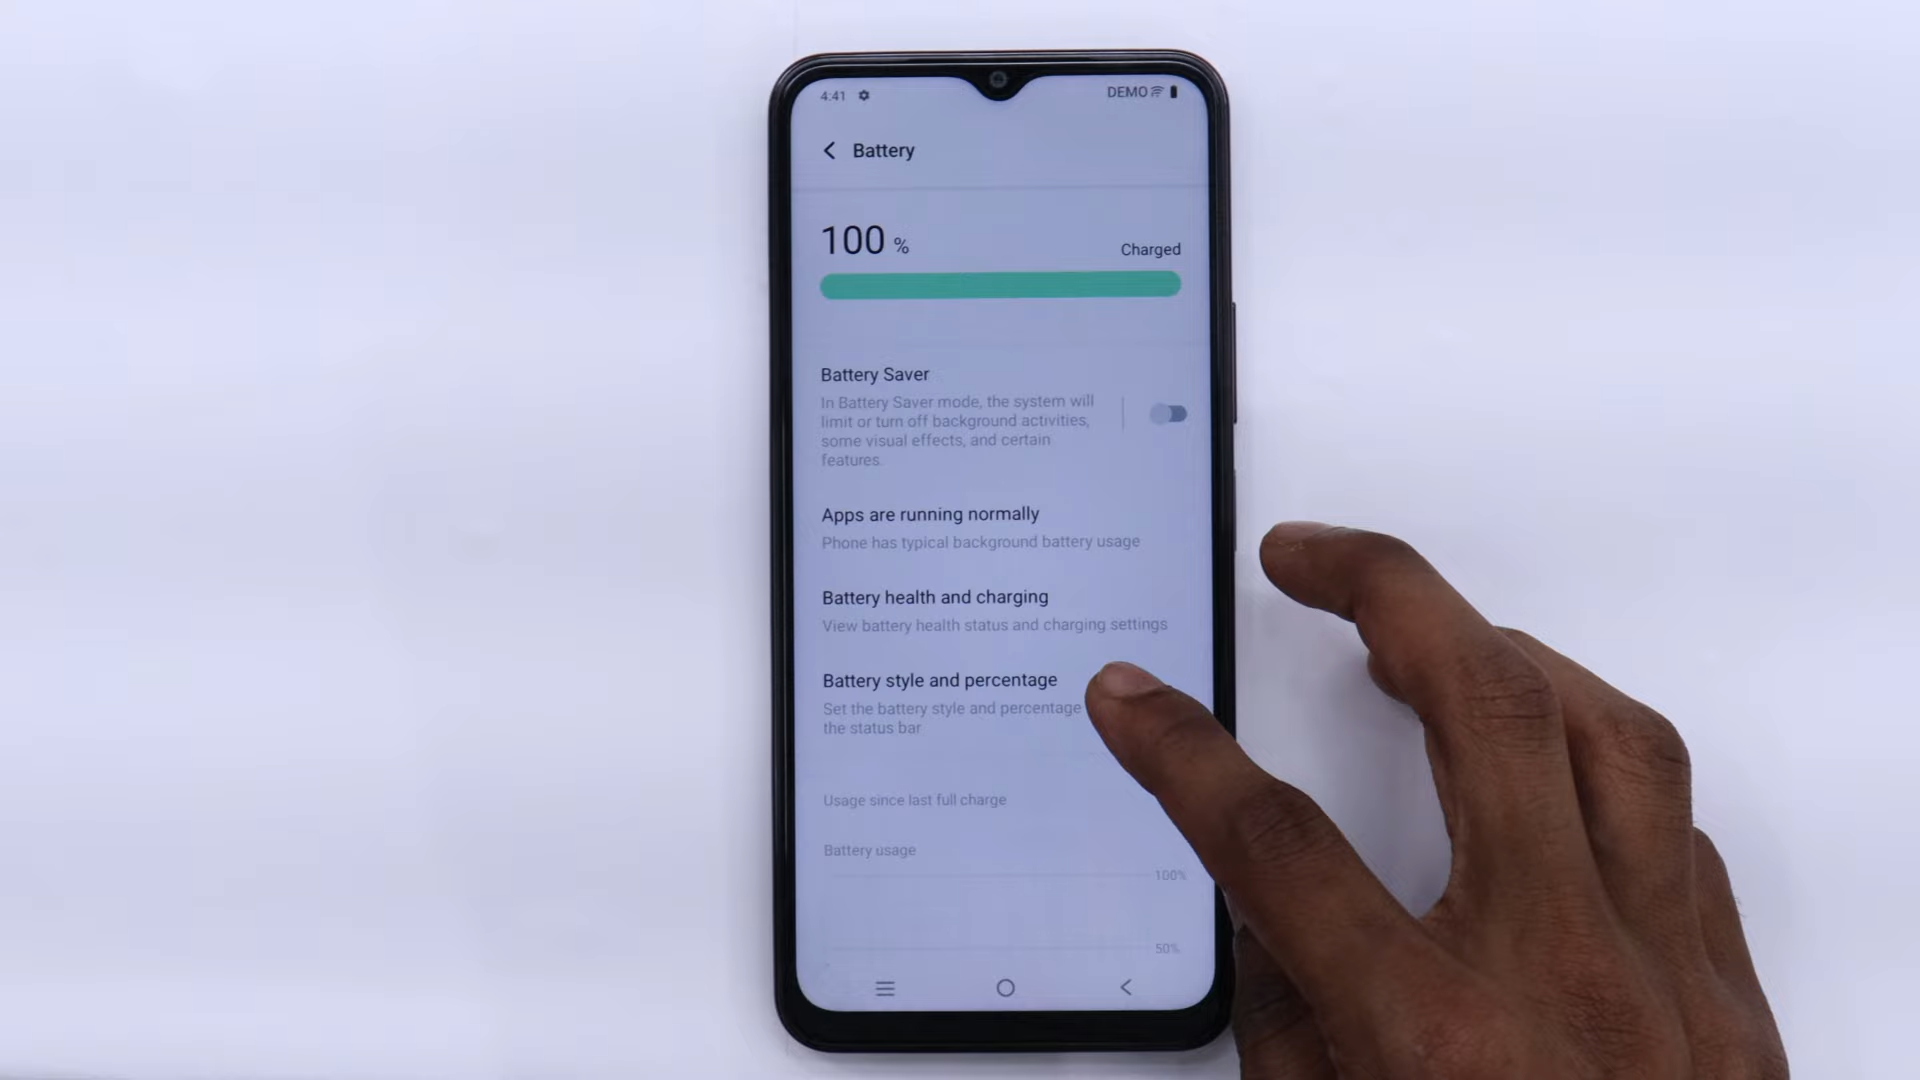 4:41
DEMO
Battery
100 %
Charged
Battery Saver
In Battery Saver mode, the system will
limit or turn off background activities,
some visual effects, and certain
features.
Apps are running normally
Phone has typical background battery usage
Battery health and charging
View battery health status and charging settings
Battery style and percentage
Set the battery style and percentage
the status bar
Usage since last full charge
Battery usage
100%
50%